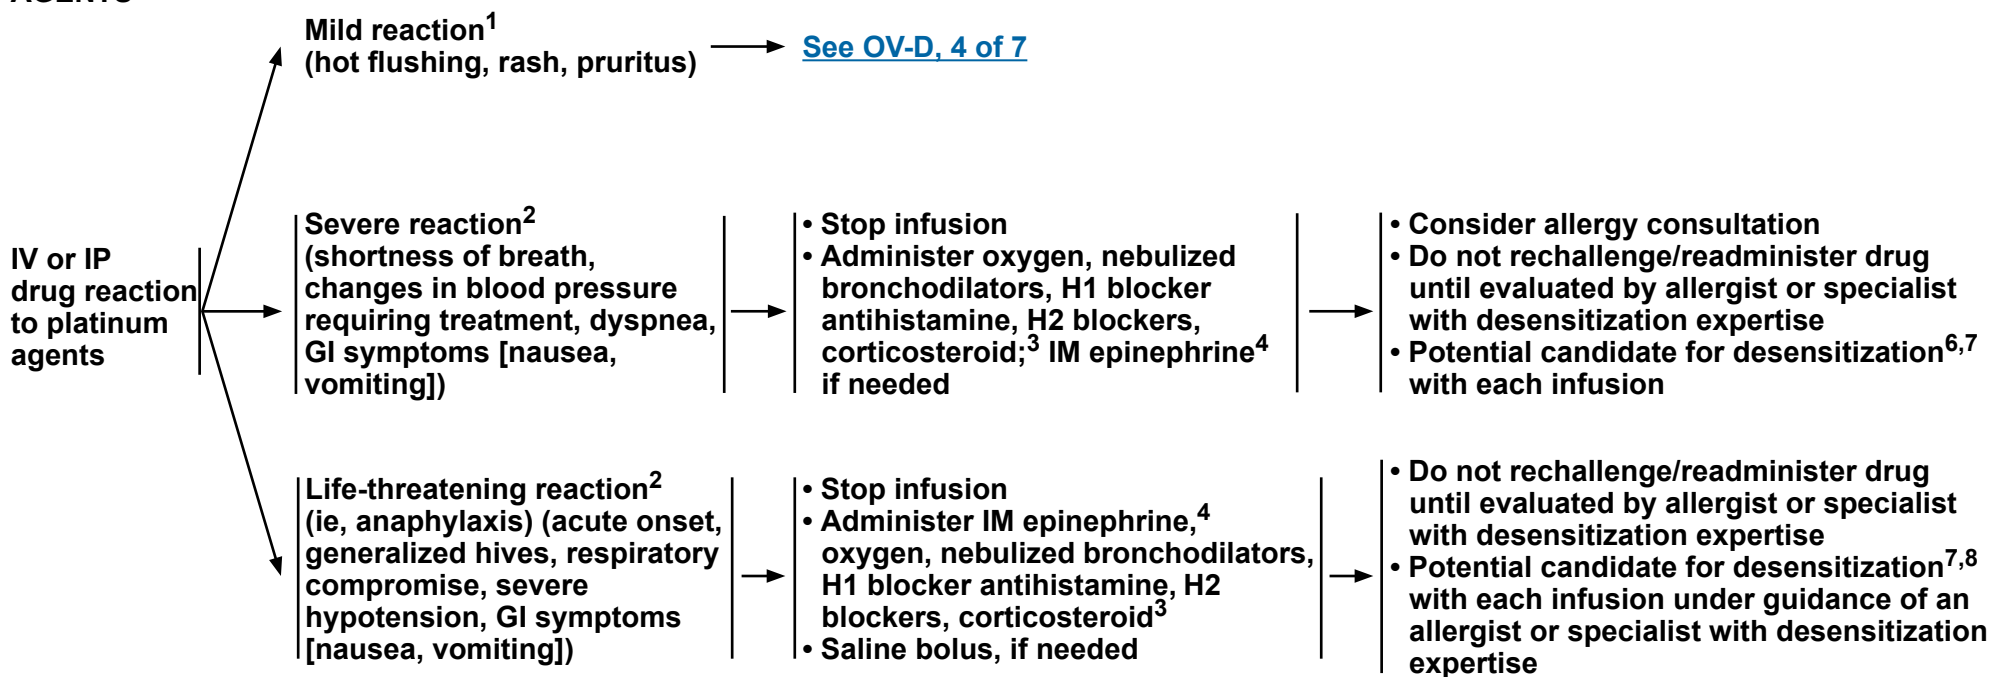 AGENTS
Mild reaction1
(hot flushing, rash, pruritus)
See OV-D, 4 of 7
IV or IP
drug reaction
to platinum
agents
Severe reaction2
(shortness of breath,
changes in blood pressure
requiring treatment, dyspnea,
GI symptoms [nausea,
vomiting])
• Stop infusion
• Administer oxygen, nebulized
bronchodilators, H1 blocker
antihistamine, H2 blockers,
corticosteroid;3 IM epinephrine4
if needed
• Consider allergy consultation
• Do not rechallenge/readminister drug
until evaluated by allergist or specialist
with desensitization expertise
• Potential candidate for desensitization6,7
with each infusion
Life-threatening reaction2
(ie, anaphylaxis) (acute onset,
generalized hives, respiratory
compromise, severe
hypotension, GI symptoms
[nausea, vomiting])
• Stop infusion
• Administer IM epinephrine,4
oxygen, nebulized bronchodilators,
H1 blocker antihistamine, H2
blockers, corticosteroid3
• Saline bolus, if needed
• Do not rechallenge/readminister drug
until evaluated by allergist or specialist
with desensitization expertise
• Potential candidate for desensitization7,8
with each infusion under guidance of an
allergist or specialist with desensitization
expertise